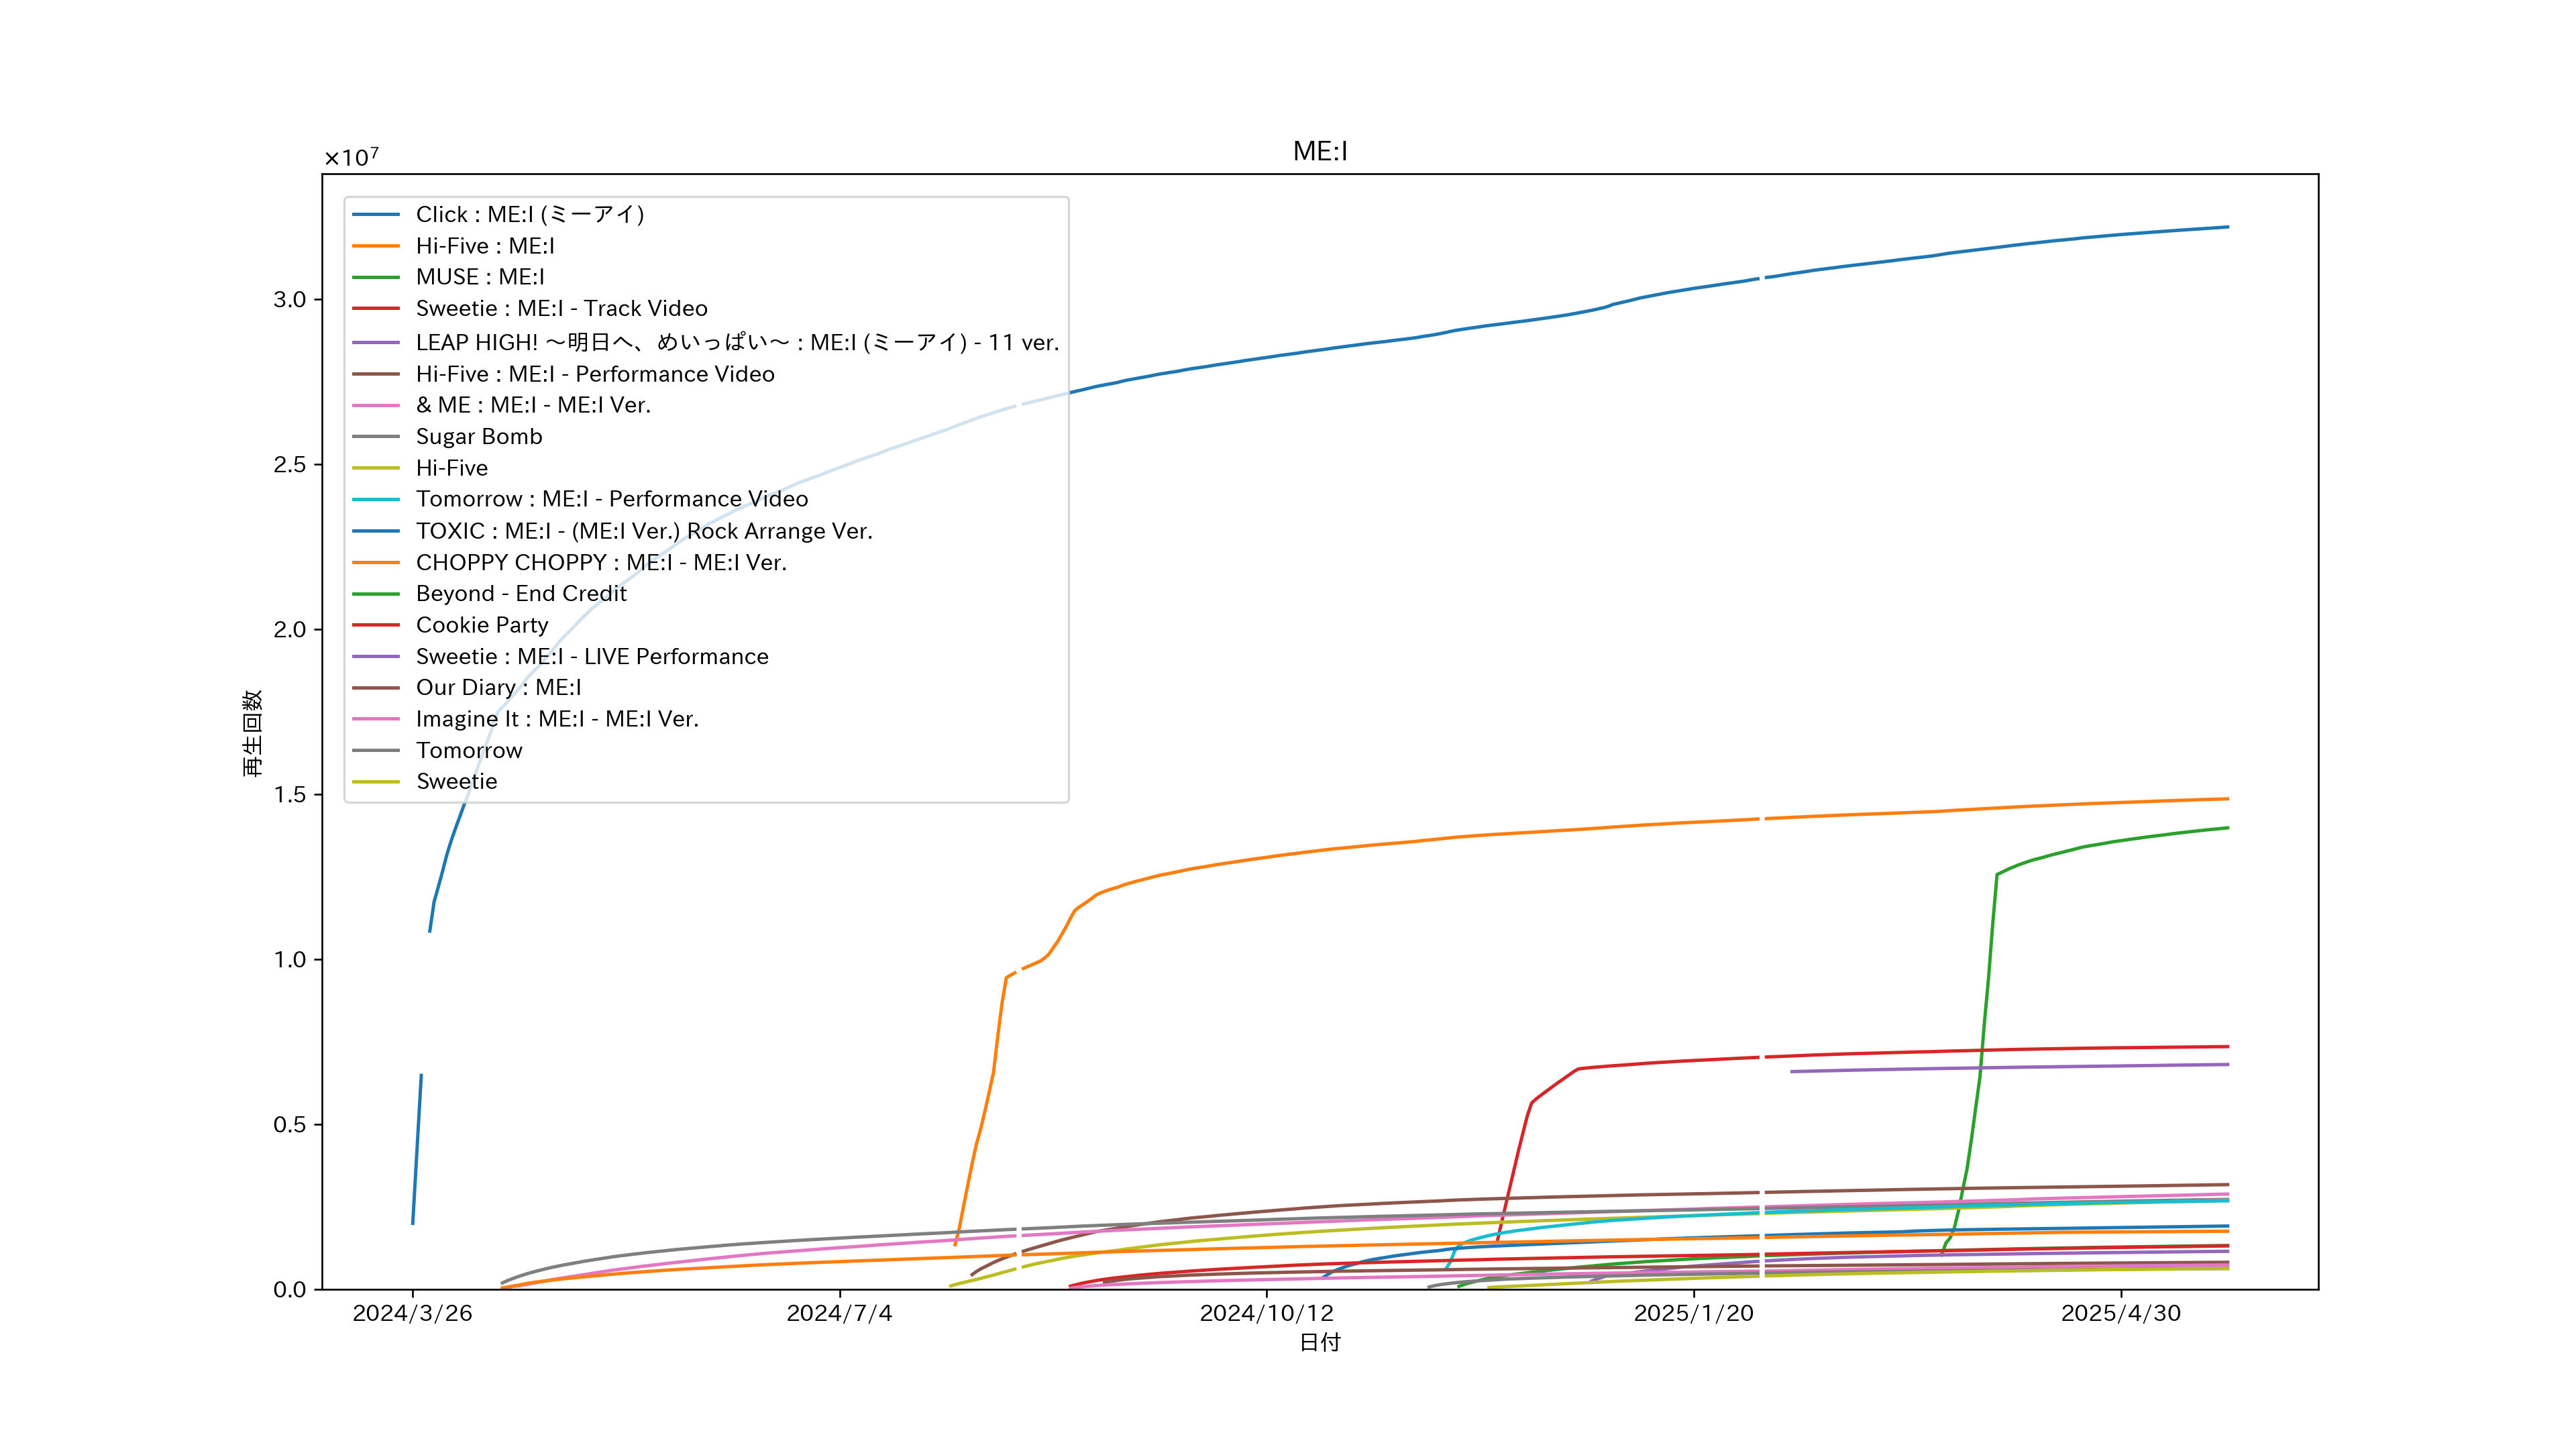 ME:I
×10⁷
Click : ME:I (ミーアイ)
Hi-Five : ME:I
MUSE : ME:I
Sweetie : ME:I - Track Video
LEAP HIGH! ～明日へ、めいっぱい～ : ME:I (ミーアイ) - 11 ver.
Hi-Five : ME:I - Performance Video
& ME : ME:I - ME:I Ver.
Sugar Bomb
Hi-Five
Tomorrow : ME:I - Performance Video
TOXIC : ME:I - (ME:I Ver.) Rock Arrange Ver.
CHOPPY CHOPPY : ME:I - ME:I Ver.
Beyond - End Credit
Cookie Party
Sweetie : ME:I - LIVE Performance
Our Diary : ME:I
Imagine It : ME:I - ME:I Ver.
Tomorrow
Sweetie
3.0
2.5
2.0
1.5
1.0
0.5
0.0
再生回数
2024/3/26
2024/7/4
2024/10/12
2025/1/20
2025/4/30
日付